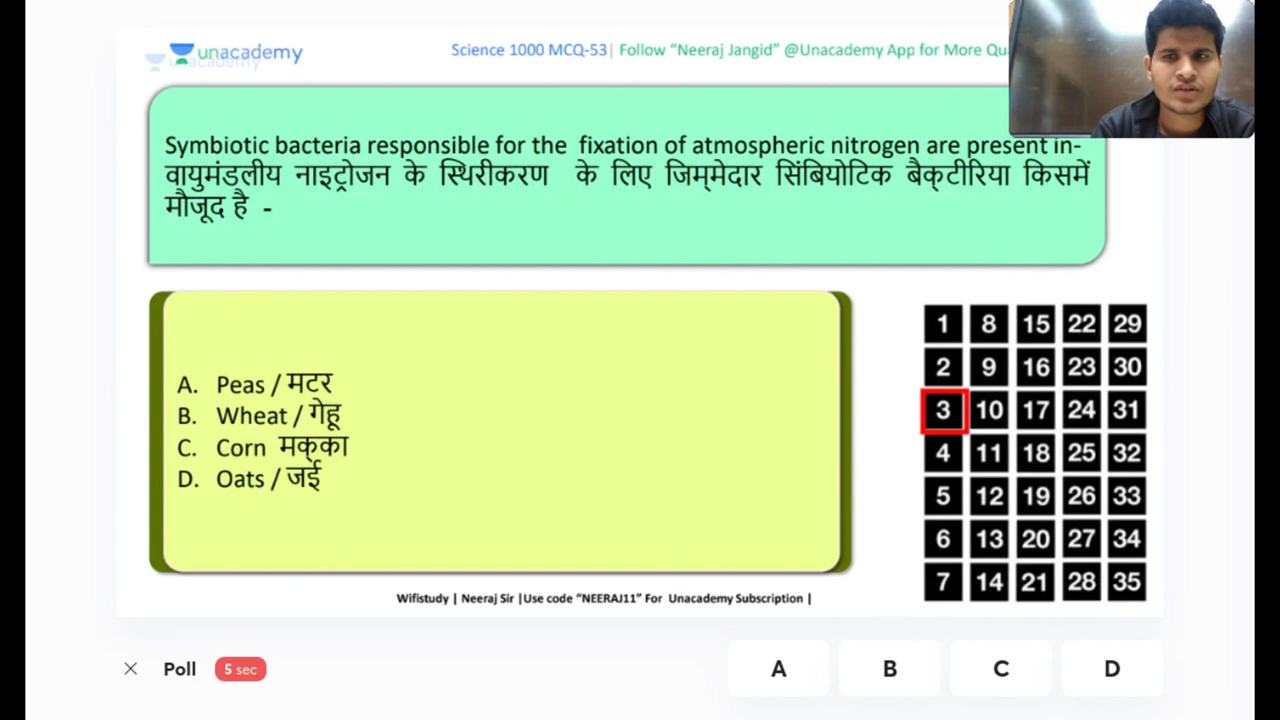 unacademy
Science 1000 MCQ-53| Follow “Neeraj Jangid” @Unacademy App for More
Symbiotic bacteria responsible for the fixation of atmospheric nitrogen are present in-
वायुमंडलीय नाइट्रोजन के स्थिरीकरण के लिए जिम्मेदार सिंबियोटिक बैक्टीरिया किसमें
मौजूद है -
A. Peas / मटर
B. Wheat / गेहू
C. Corn मक्का
D. Oats / जई
1 8 15 22 29
2 9 16 23 30
3 10 17 24 31
4 11 18 25 32
5 12 19 26 33
6 13 20 27 34
7 14 21 28 35
Wifistudy | Neeraj Sir |Use code “NEERAJ11” For Unacademy Subscription |
× Poll 5 sec A B C D